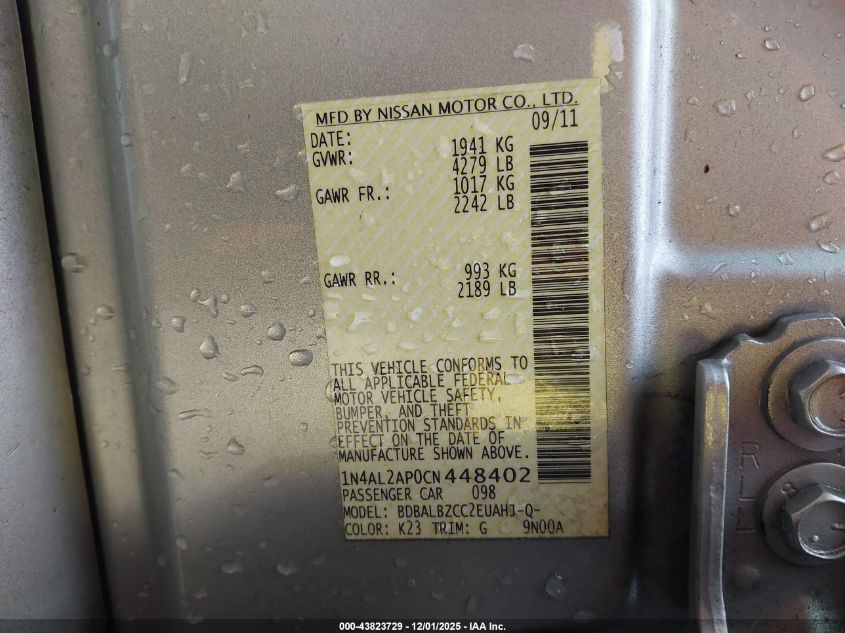 MFD BY NISSAN MOTOR CO., LTD.
DATE: 09/11
GVWR: 1941 KG
4279 LB
GAWR FR.: 1017 KG
2242 LB
GAWR RR.: 993 KG
2189 LB
THIS VEHICLE CONFORMS TO
ALL APPLICABLE FEDERAL
MOTOR VEHICLE SAFETY,
BUMPER, AND THEFT
PREVENTION STANDARDS IN
EFFECT ON THE DATE OF
MANUFACTURE SHOWN ABOVE.
1N4AL2AP0CN448402
PASSENGER CAR 098
MODEL: BDBALBZCC2EUAHJ-Q-
COLOR: K23 TRIM: G 9N00A
RLL
8
000-43823729 - 12/01/2025 - IAA Inc.